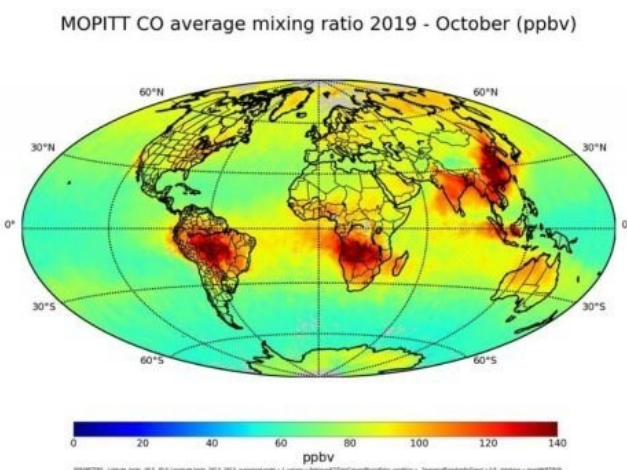 MOPITT CO average mixing ratio 2019 - October (ppbv)
60°N 60°N
30°N 30°N
0° 0
30°S 30°S
60°S 60°S
0 20 40 60 80 100 120 140
ppbv